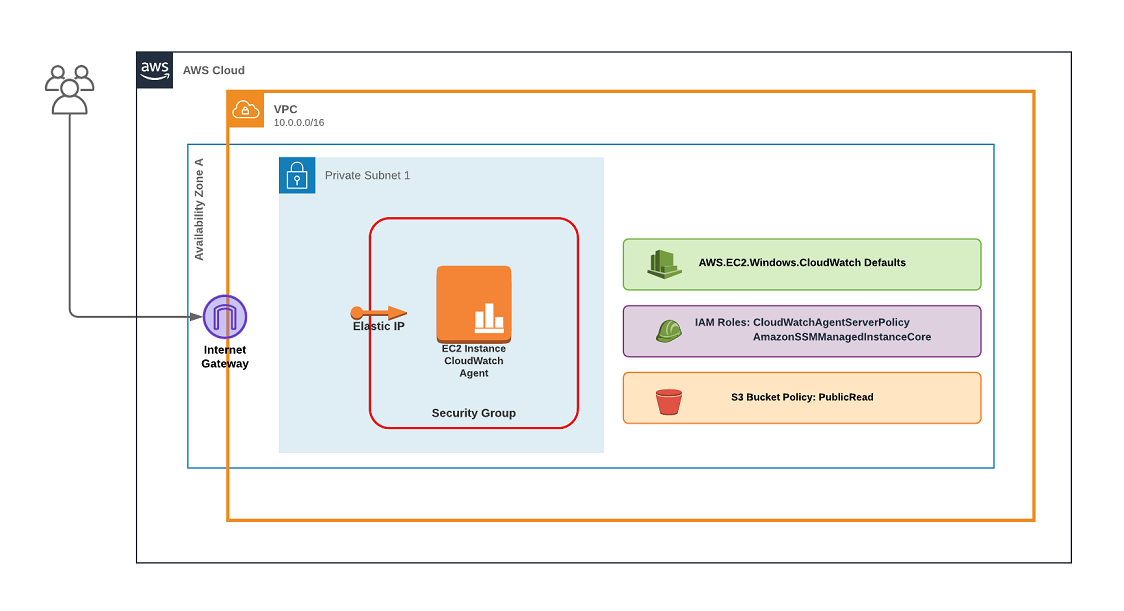 aws
AWS Cloud
VPC
10.0.0.0/16
Availability Zone A
Private Subnet 1
Elastic IP
EC2 Instance
CloudWatch
Agent
Security Group
Internet
Gateway
AWS.EC2.Windows.CloudWatch Defaults
IAM Roles: CloudWatchAgentServerPolicy
AmazonSSMManagedInstanceCore
S3 Bucket Policy: PublicRead